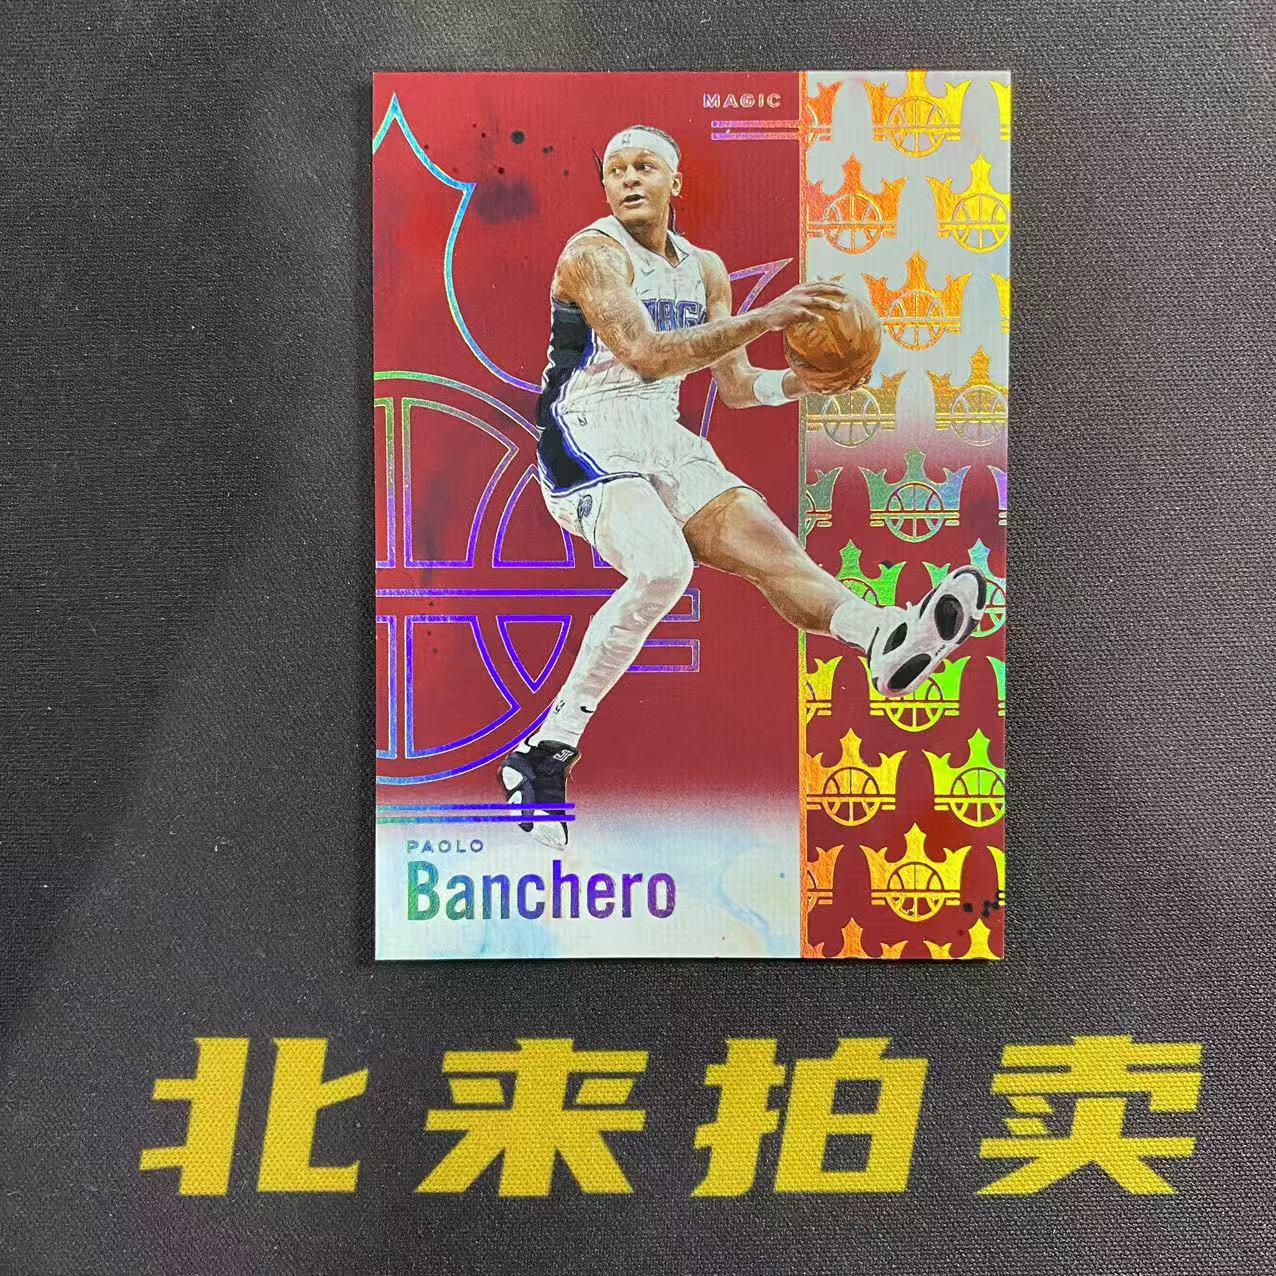 MAGIC
PAOLO
Banchero
北来拍卖